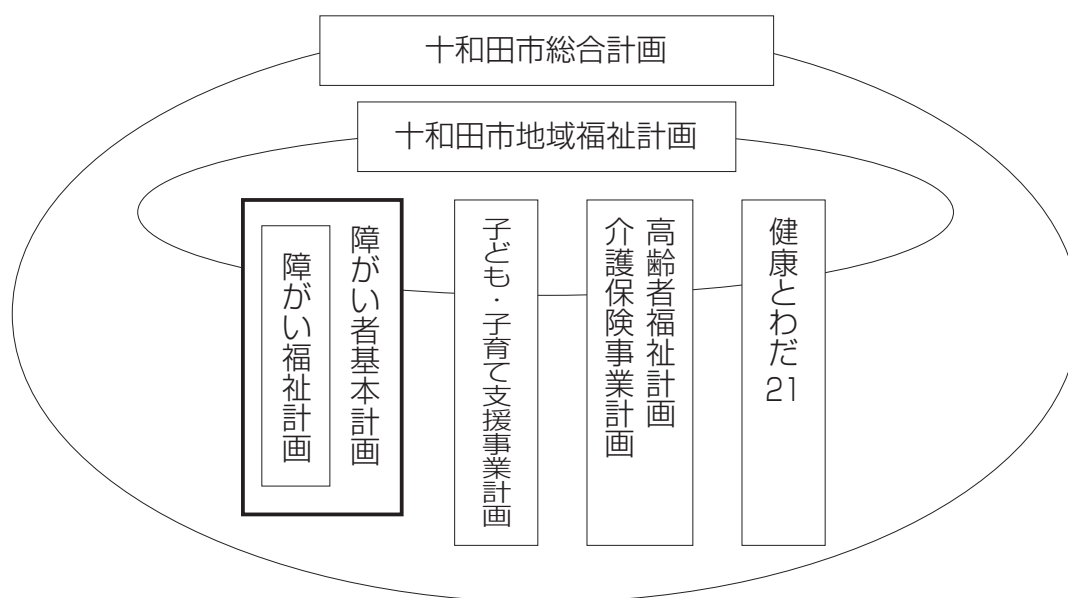 十和田市総合計画
十和田市地域福祉計画
障がい者基本計画
障がい福祉計画
子ども・子育て支援事業計画
高齢者福祉計画
介護保険事業計画
健康とわだ21